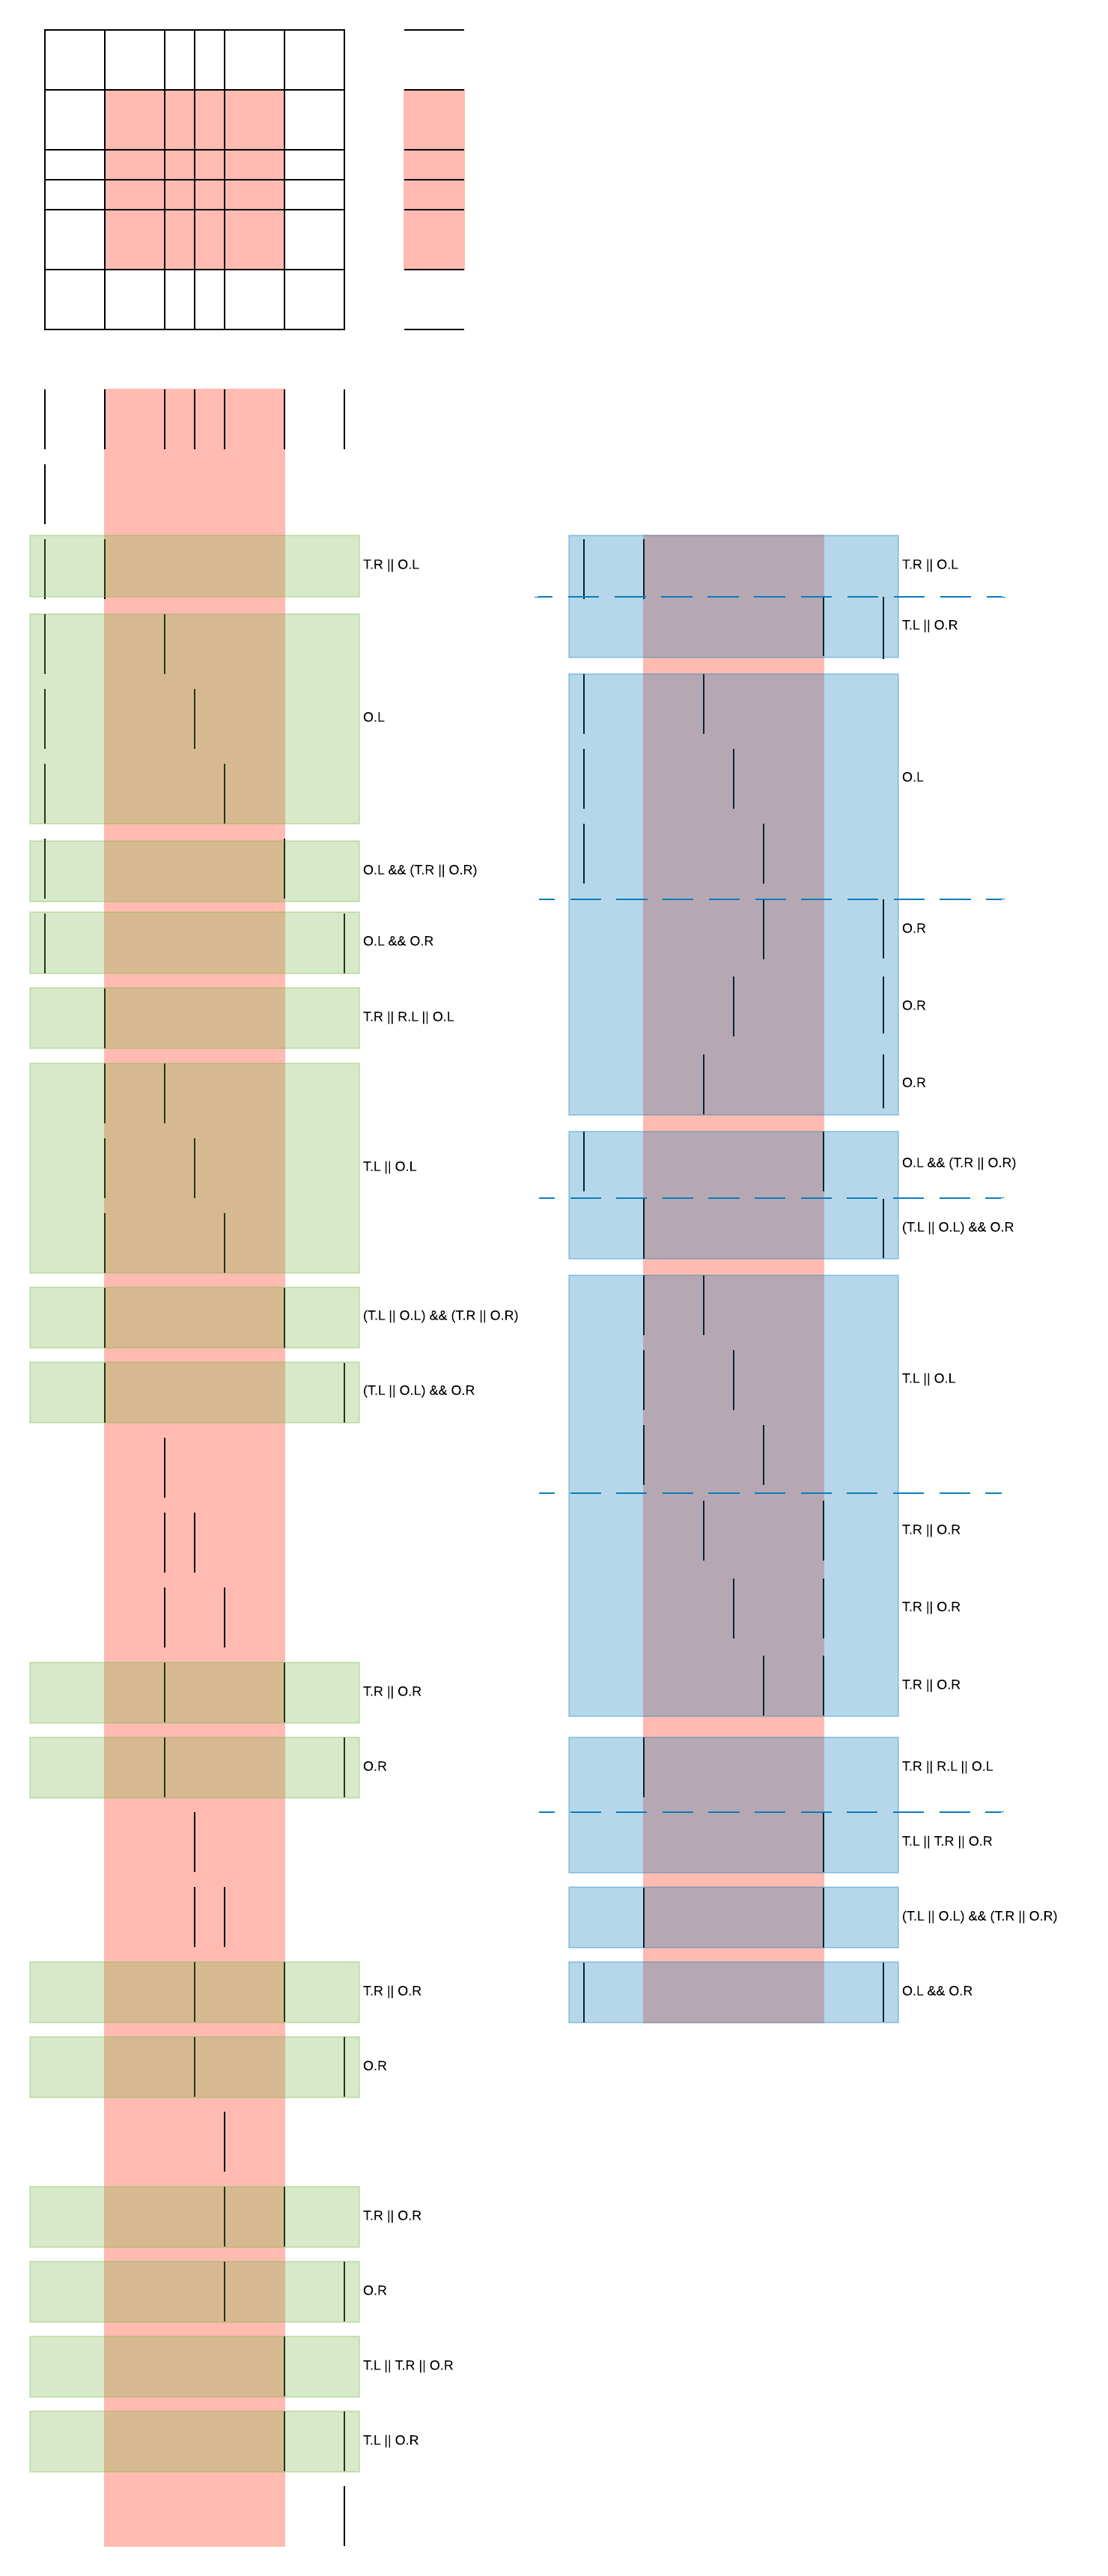 T.R || O.L
O.L
O.L && (T.R || O.R)
O.L && O.R
T.R || R.L || O.L
T.L || O.L
(T.L || O.L) && (T.R || O.R)
(T.L || O.L) && O.R
T.R || O.R
O.R
T.R || O.R
O.R
T.R || O.R
O.R
T.L || T.R || O.R
T.L || O.R
T.R || O.L
T.L || O.R
O.L
O.R
O.R
O.R
O.L && (T.R || O.R)
(T.L || O.L) && O.R
T.L || O.L
T.R || O.R
T.R || O.R
T.R || O.R
T.R || R.L || O.L
T.L || T.R || O.R
(T.L || O.L) && (T.R || O.R)
O.L && O.R